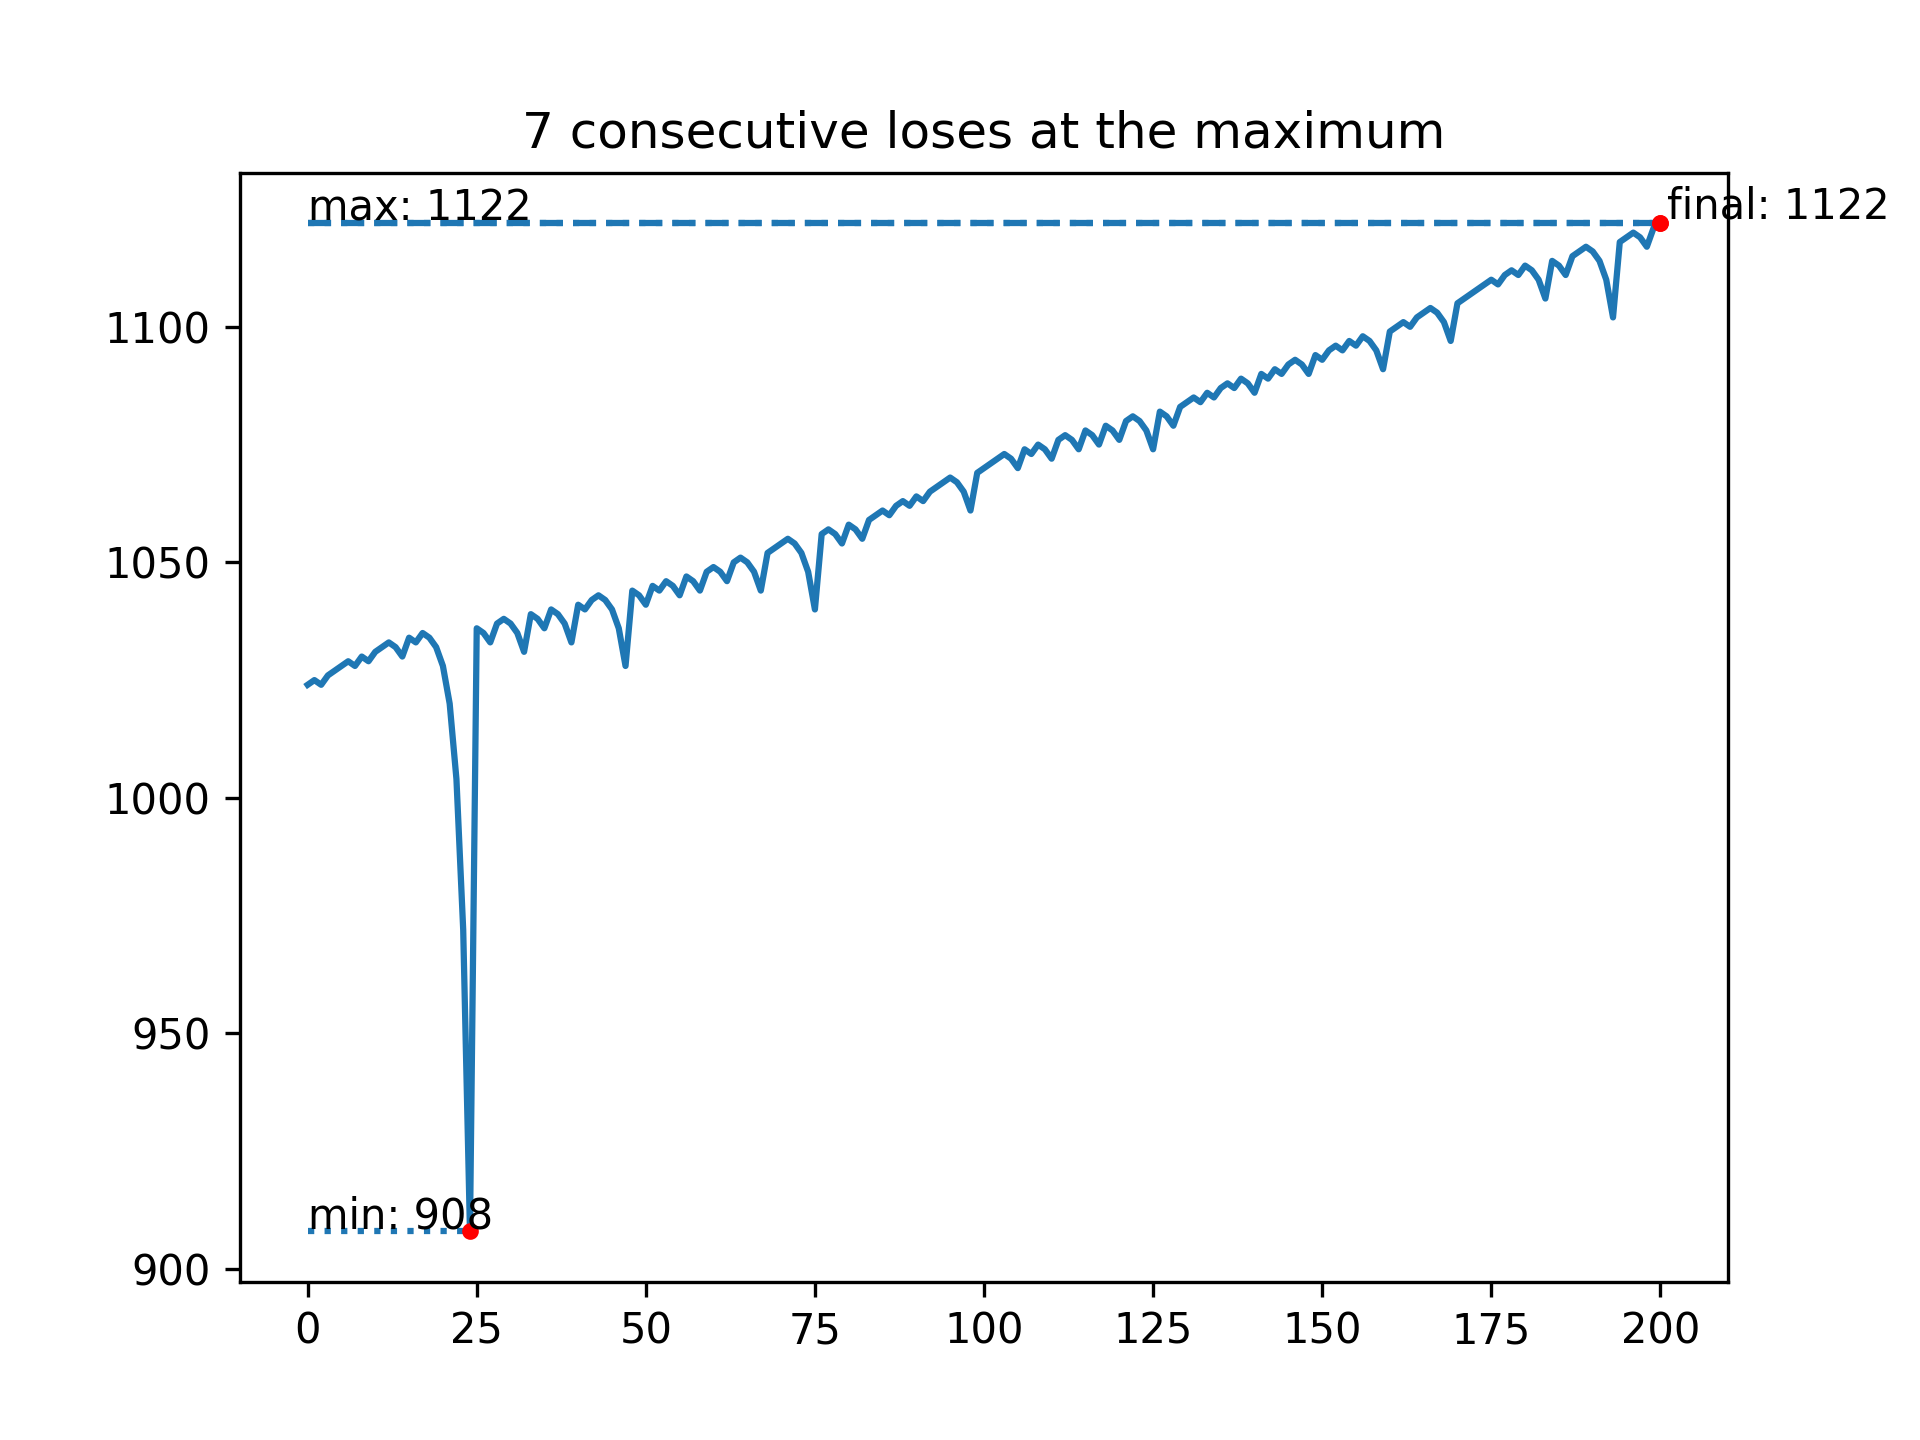 7 consecutive loses at the maximum
max: 1122
final: 1122
1100
1050
1000
950
min: 908
900
0 25 50 75 100 125 150 175 200